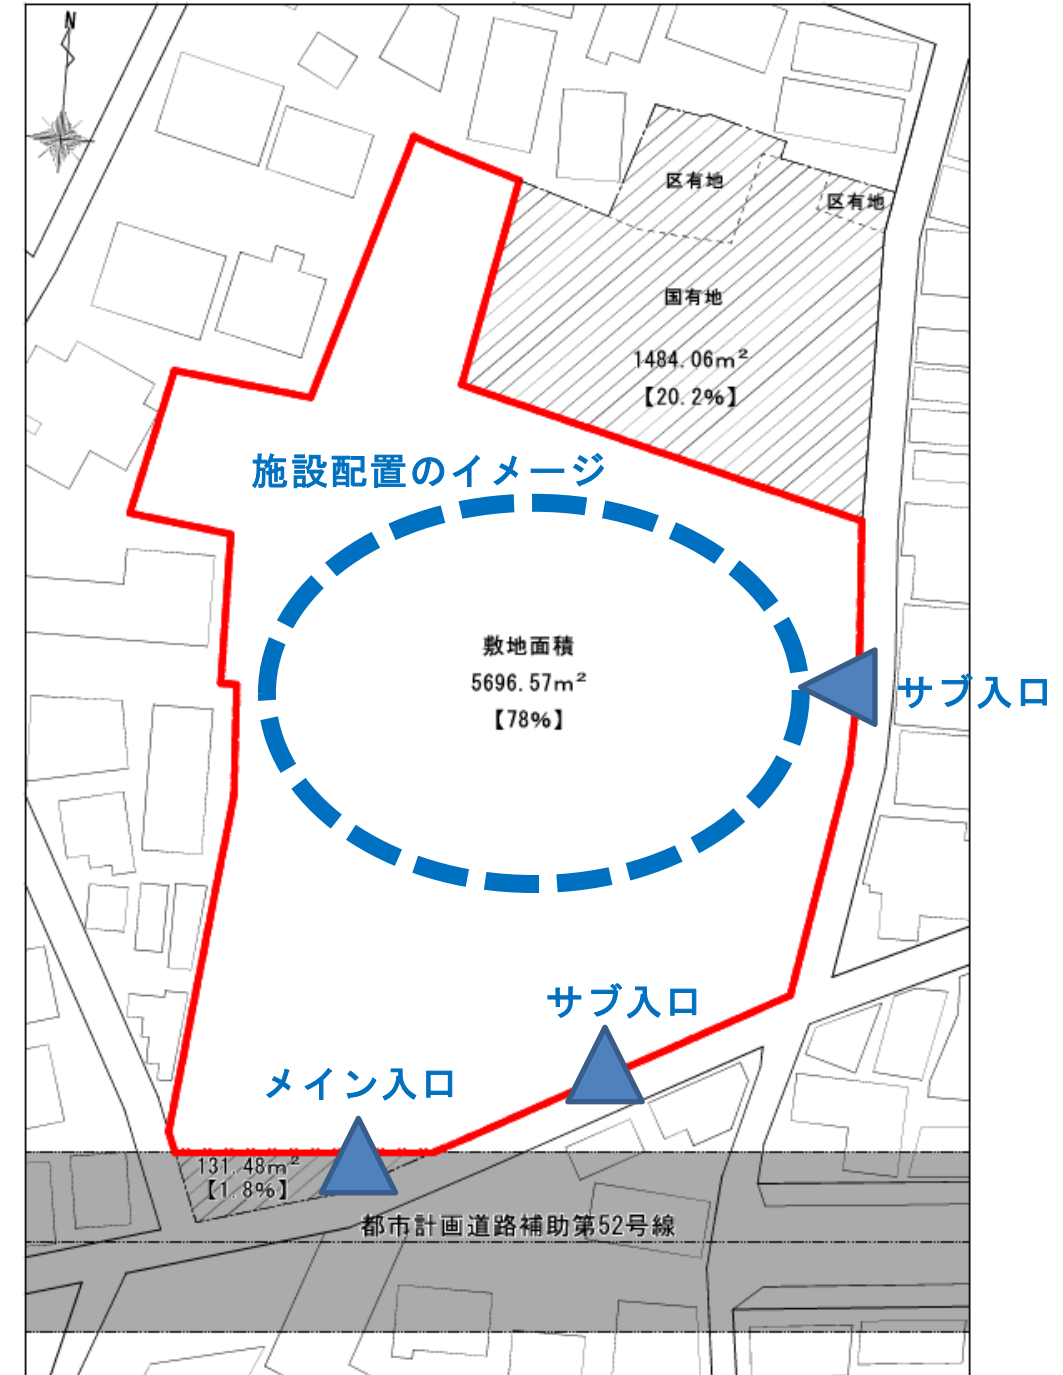 N
区有地
区有地
国有地
1484.06m²
【20.2%】
施設配置のイメージ
敷地面積
5696.57m²
【78%】
サブ入口
サブ入口
メイン入口
131.48m²
【1.8%】
都市計画道路補助第52号線